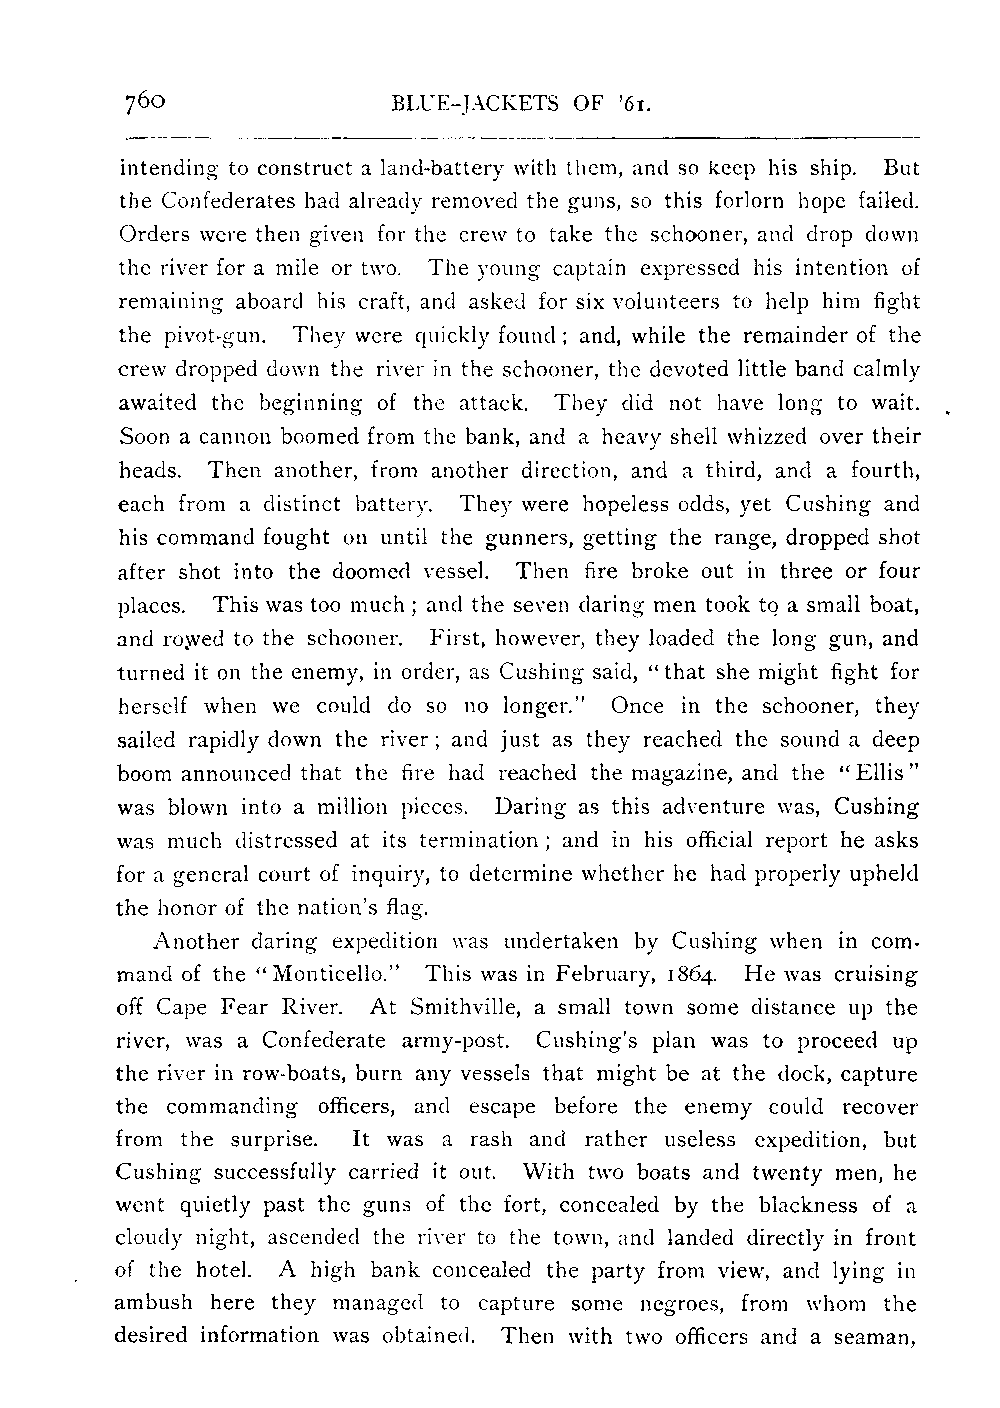 760 BLUE-JACKETS OF '61.
intending to construct a land-battery with them, and so keep his ship. But
the Confederates had already removed the guns, so this forlorn hope failed.
Orders were then given for the crew to take the schooner, and drop down
the river for a mile or two. The young captain expressed his intention of
remaining aboard his craft, and asked for six volunteers to help him fight
the pivot-gun. They were quickly found; and, while the remainder of the
crew dropped down the river in the schooner, the devoted little band calmly
awaited the beginning of the attack. They did not have long to wait.
Soon a cannon boomed from the bank, and a heavy shell whizzed over their
heads. Then another, from another direction, and a third, and a fourth,
each from a distinct battery. They were hopeless odds, yet Cushing and
his command fought on until the gunners, getting the range, dropped shot
after shot into the doomed vessel. Then fire broke out in three or four
places. This was too much; and the seven daring men took to a small boat,
and rowed to the schooner. First, however, they loaded the long gun, and
turned it on the enemy, in order, as Cushing said, "that she might fight for
herself when we could do so no longer." Once in the schooner, they
sailed rapidly down the river; and just as they reached the sound a deep
boom announced that the fire had reached the magazine, and the "Ellis"
was blown into a million pieces. Daring as this adventure was, Cushing
was much distressed at its termination; and in his official report he asks
for a general court of inquiry, to determine whether he had properly upheld
the honor of the nation's flag.
Another daring expedition was undertaken by Cushing when in com-
mand of the "Monticello." This was in February, 1864. He was cruising
off Cape Fear River. At Smithville, a small town some distance up the
river, was a Confederate army-post. Cushing's plan was to proceed up
the river in row-boats, burn any vessels that might be at the dock, capture
the commanding officers, and escape before the enemy could recover
from the surprise. It was a rash and rather useless expedition, but
Cushing successfully carried it out. With two boats and twenty men, he
went quietly past the guns of the fort, concealed by the blackness of a
cloudy night, ascended the river to the town, and landed directly in front
of the hotel. A high bank concealed the party from view, and lying in
ambush here they managed to capture some negroes, from whom the
desired information was obtained. Then with two officers and a seaman,